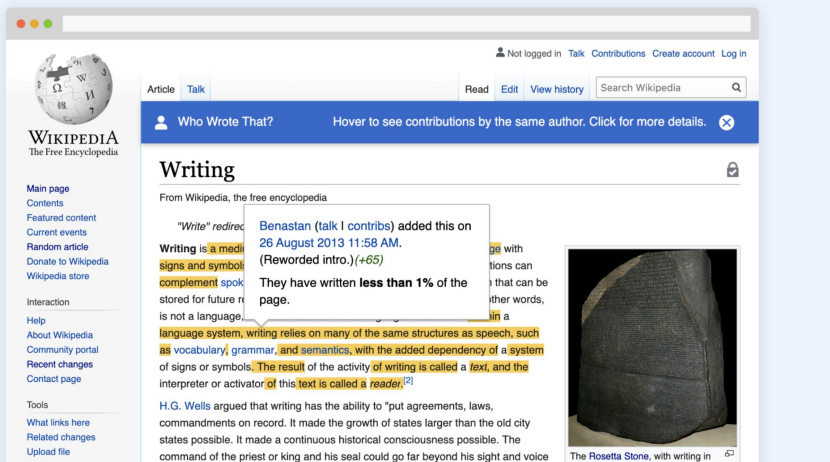 Not logged in Talk Contributions Create account Log in
Article Talk Read Edit View history Search Wikipedia
WIKIPEDIA
The Free Encyclopedia
Who Wrote That? Hover to see contributions by the same author. Click for more details.
Writing
From Wikipedia, the free encyclopedia
Main page
Contents
Featured content
Current events
Random article
Donate to Wikipedia
Wikipedia store
Interaction
Help
About Wikipedia
Community portal
Recent changes
Contact page
Tools
What links here
Related changes
Upload file
"Write" redirec
Benastan (talk | contribs) added this on
26 August 2013 11:58 AM.
(Reworded intro.)(+65)
They have written less than 1% of the
page.
Writing is a medi ge with
signs and symbols tions can
complement spok n that can be
stored for future re other words,
is not a language, in a
language system, writing relies on many of the same structures as speech, such
as vocabulary, grammar, and semantics, with the added dependency of a system
of signs or symbols. The result of the activity of writing is called a text, and the
interpreter or activator of this text is called a reader.[2]
H.G. Wells argued that writing has the ability to "put agreements, laws,
commandments on record. It made the growth of states larger than the old city
states possible. It made a continuous historical consciousness possible. The
command of the priest or king and his seal could go far beyond his sight and voice
The Rosetta Stone, with writing in